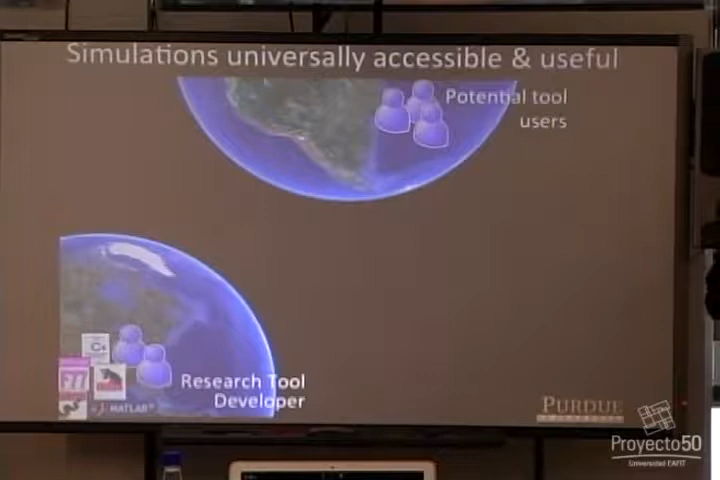 Simulations universally accessible & useful
Potential tool
users
Research Tool
Developer
MATLAB
PURDUE
Proyecto50
Universidad EAFIT